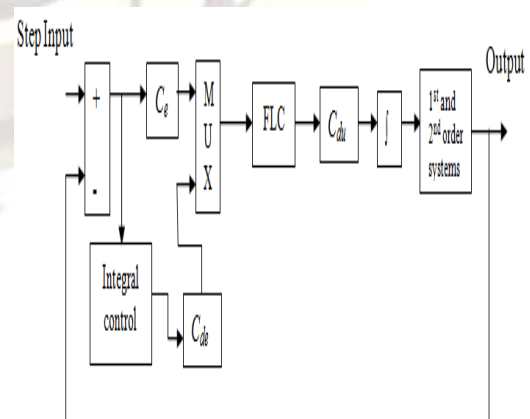 Step Input
Output
+
-
Ce
M
U
X
FLC
Cdu
∫
1st and
2nd order
systems
Integral
control
Cde